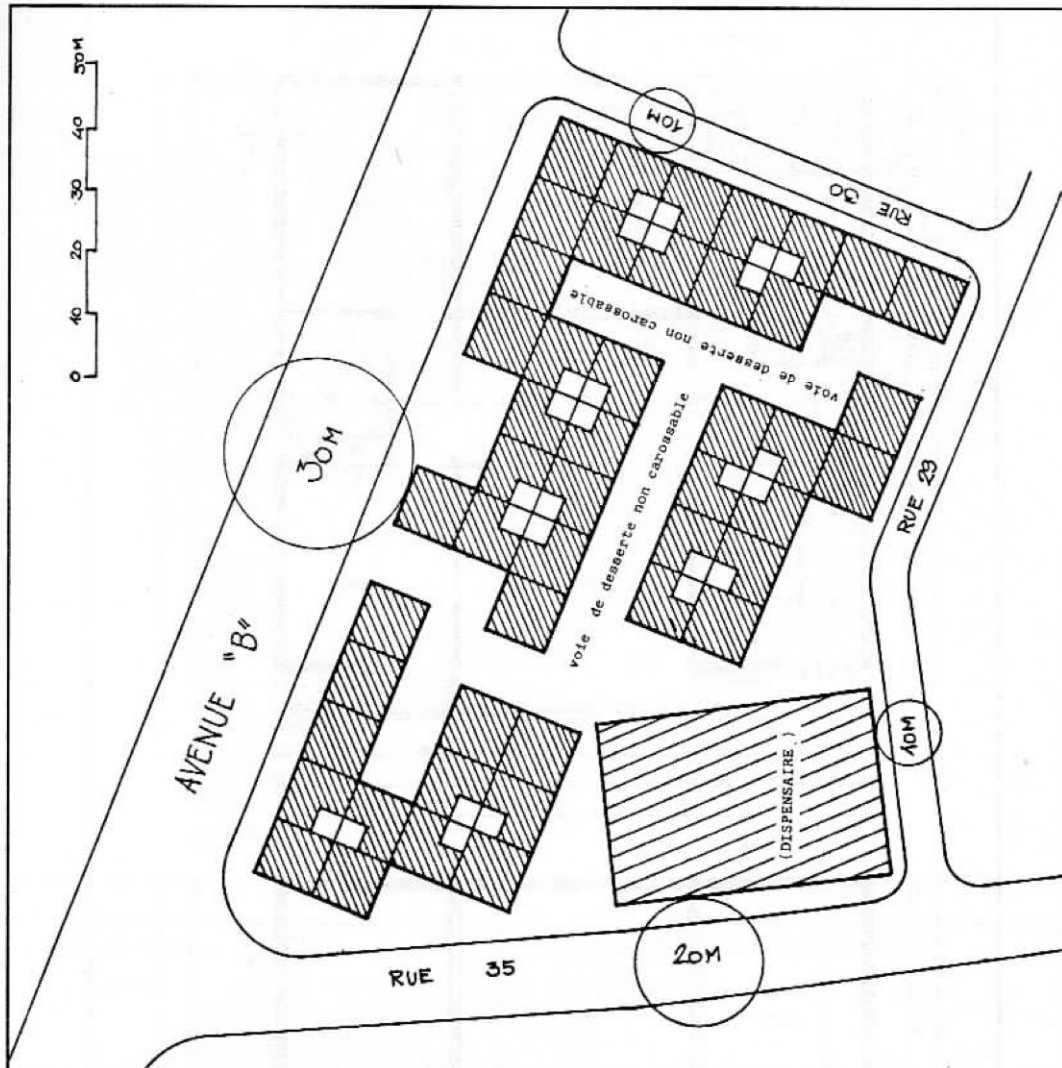 50M
40
30
20
10
0
10M
RUE 30
voie de desserte non carossable
30M
voie de desserte non carossable
RUE 29
AVENUE "B"
10M
(DISPENSAIRE.)
RUE 35
20M